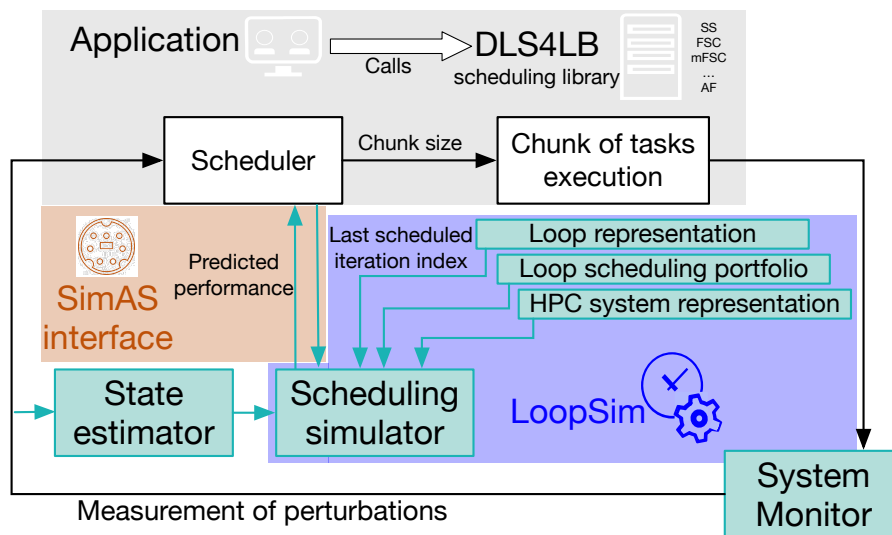 Application
Calls
DLS4LB
scheduling library
SS
FSC
mFSC
...
AF
Scheduler
Chunk size
Chunk of tasks
execution
SimAS
interface
Predicted
performance
Last scheduled
iteration index
Loop representation
Loop scheduling portfolio
HPC system representation
State
estimator
Scheduling
simulator
LoopSim
System
Monitor
Measurement of perturbations